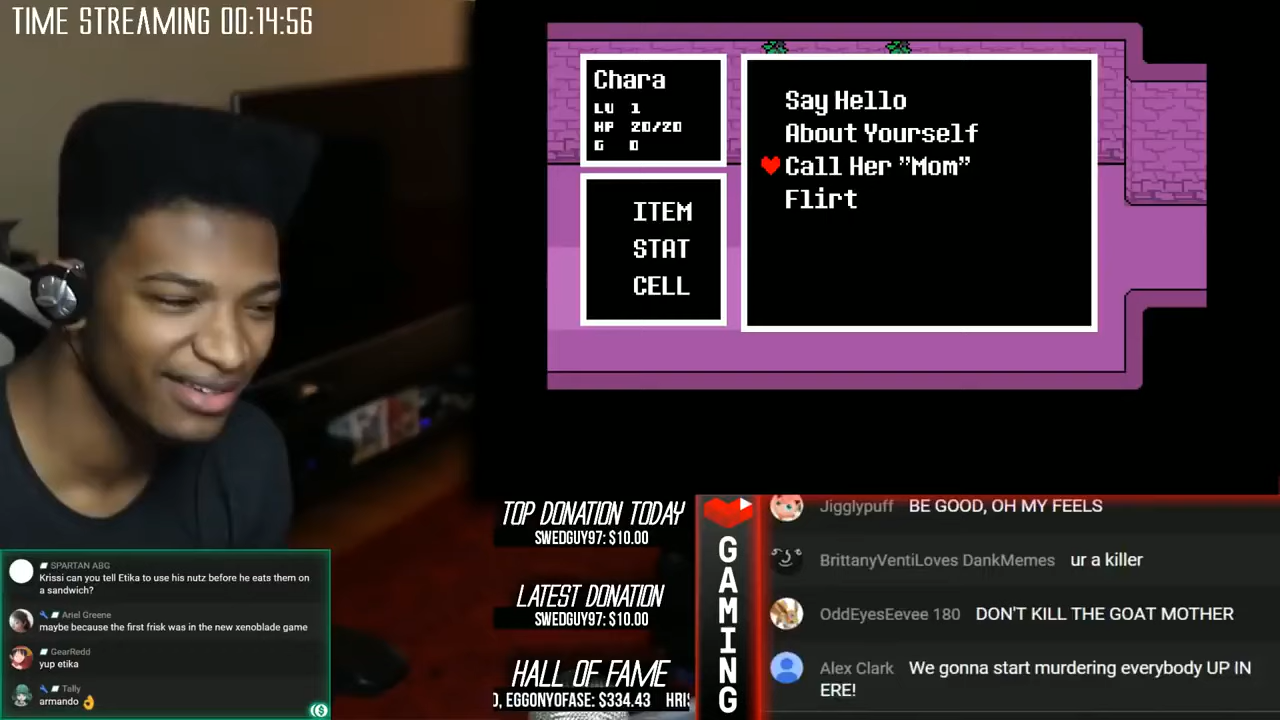 TIME STREAMING 00:14:56
Chara
LV 1
HP 20/20
G 0
ITEM
STAT
CELL
Say Hello
About Yourself
Call Her "Mom"
Flirt
TOP DONATION TODAY
SWEDGUY97: $10.00
LATEST DONATION
SWEDGUY97: $10.00
HALL OF FAME
EGGONYOFASE: $334.43
GAMING
Jigglypuff BE GOOD, OH MY FEELS
BrittanyVentiLoves DankMemes ur a killer
OddEyesEevee 180 DON'T KILL THE GOAT MOTHER
Alex Clark We gonna start murdering everybody UP IN
ERE!
SPARTAN ABG
Krissi can you tell Etika to use his nutz before he eats them on
a sandwich?
Ariel Greene
maybe because the first frisk was in the new xenoblade game
GearRedd
yup etika
Tally
armando 👌